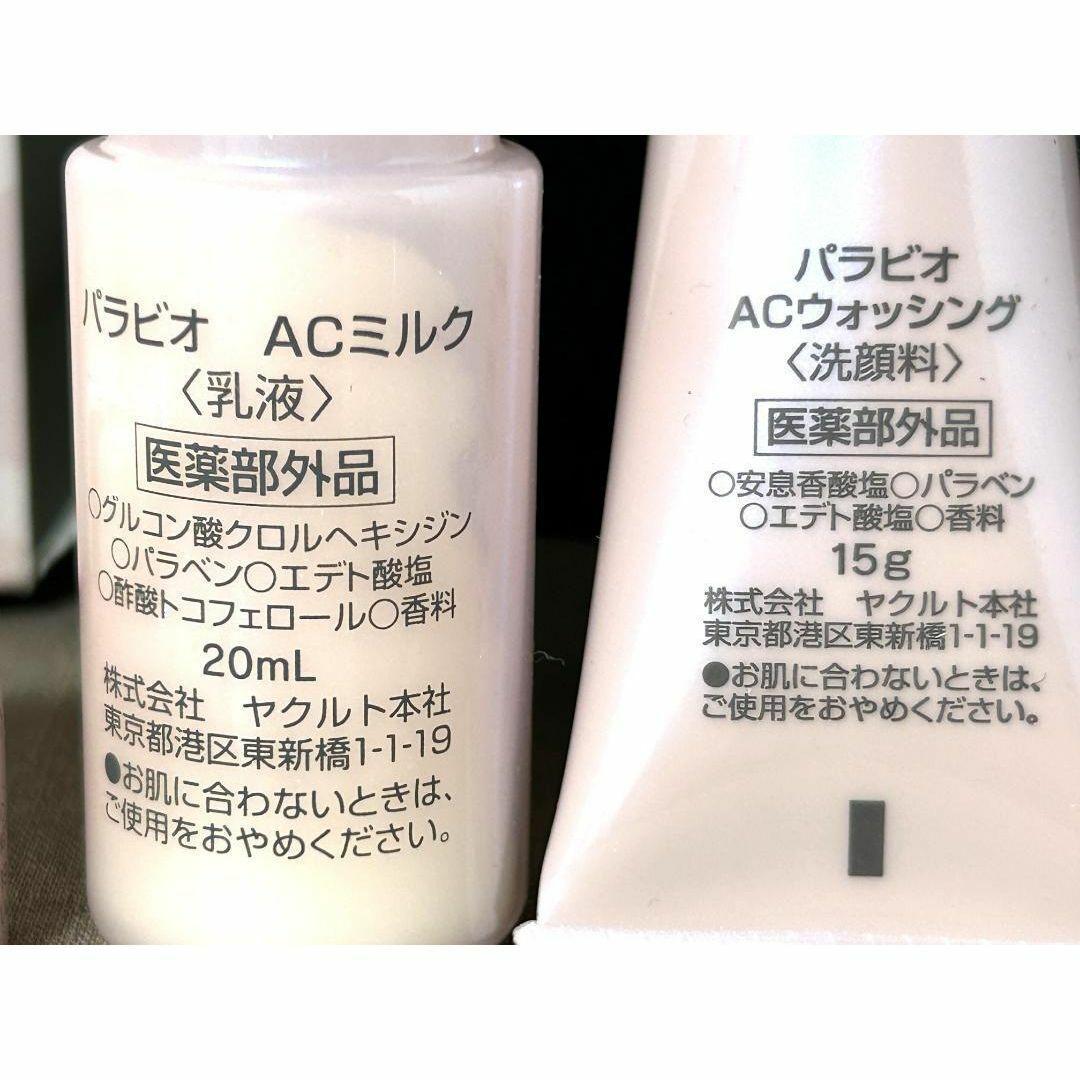 パラビオ　ACミルク
〈乳液〉
医薬部外品
○グルコン酸クロルヘキシジン
○パラベン○エデト酸塩
○酢酸トコフェロール○香料
20mL
株式会社　ヤクルト本社
東京都港区東新橋1-1-19
●お肌に合わないときは、
ご使用をおやめください。
パラビオ
ACウォッシング
〈洗顔料〉
医薬部外品
○安息香酸塩○パラベン
○エデト酸塩○香料
15g
株式会社　ヤクルト本社
東京都港区東新橋1-1-19
●お肌に合わないときは、
ご使用をおやめください。